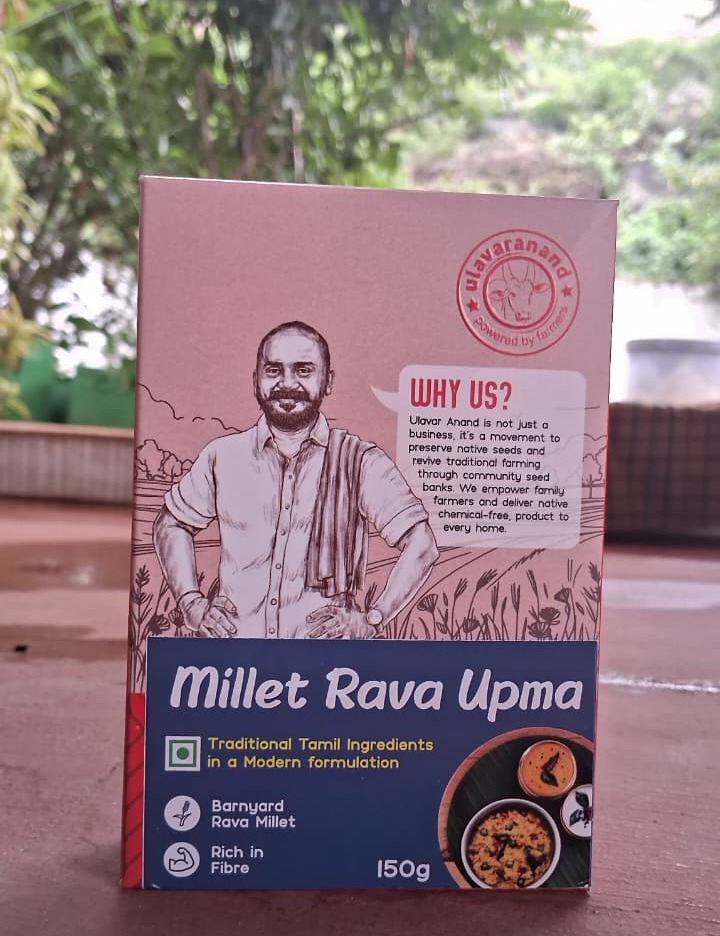 ulavaranand
powered by farmers
WHY US?
Ulavar Anand is not just a
business, it's a movement to
preserve native seeds and
revive traditional farming
through community seed
banks. We empower family
farmers and deliver native
chemical-free, product to
every home.
Millet Rava Upma
Traditional Tamil Ingredients
in a Modern formulation
Barnyard
Rava Millet
Rich in
Fibre
150g